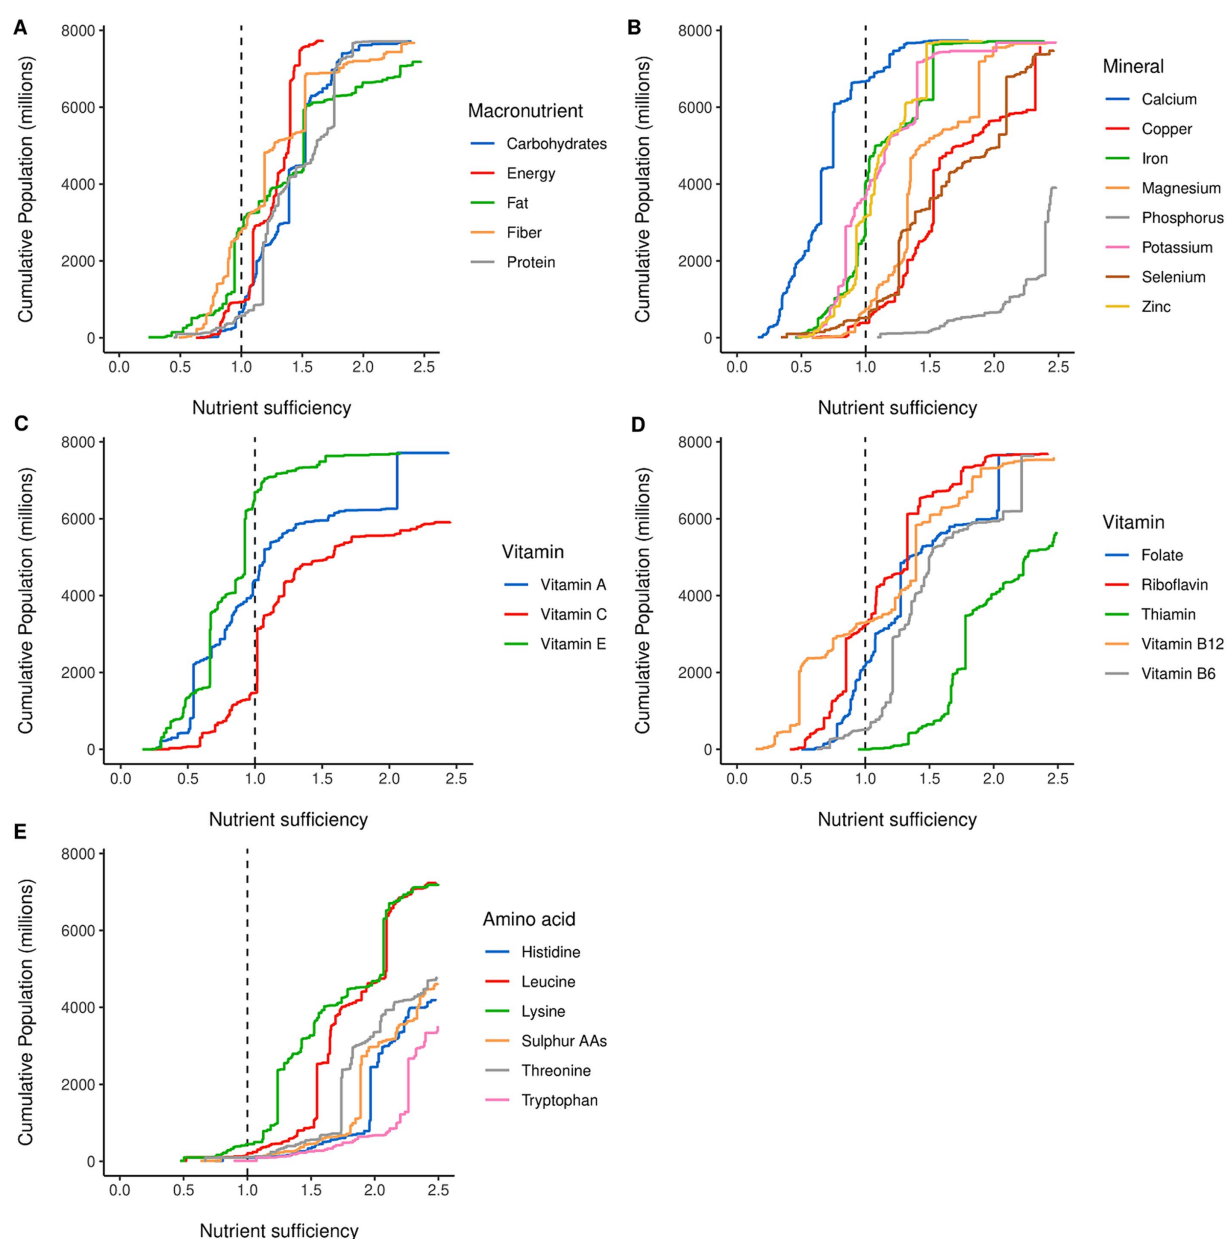 A
Cumulative Population (millions)
8000
6000
4000
2000
0
0.0 0.5 1.0 1.5 2.0 2.5
Nutrient sufficiency
Macronutrient
Carbohydrates
Energy
Fat
Fiber
Protein
B
Cumulative Population (millions)
8000
6000
4000
2000
0
0.0 0.5 1.0 1.5 2.0 2.5
Nutrient sufficiency
Mineral
Calcium
Copper
Iron
Magnesium
Phosphorus
Potassium
Selenium
Zinc
C
Cumulative Population (millions)
8000
6000
4000
2000
0
0.0 0.5 1.0 1.5 2.0 2.5
Nutrient sufficiency
Vitamin
Vitamin A
Vitamin C
Vitamin E
D
Cumulative Population (millions)
8000
6000
4000
2000
0
0.0 0.5 1.0 1.5 2.0 2.5
Nutrient sufficiency
Vitamin
Folate
Riboflavin
Thiamin
Vitamin B12
Vitamin B6
E
Cumulative Population (millions)
8000
6000
4000
2000
0
0.0 0.5 1.0 1.5 2.0 2.5
Nutrient sufficiency
Amino acid
Histidine
Leucine
Lysine
Sulphur AAs
Threonine
Tryptophan